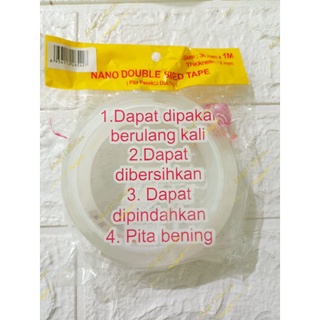 NANO DOUBLE SIDED TAPE
1.Dapat dipakai
berulang kali
2.Dapat
dibersihkan
3. Dapat
dipindahkan
4. Pita bening